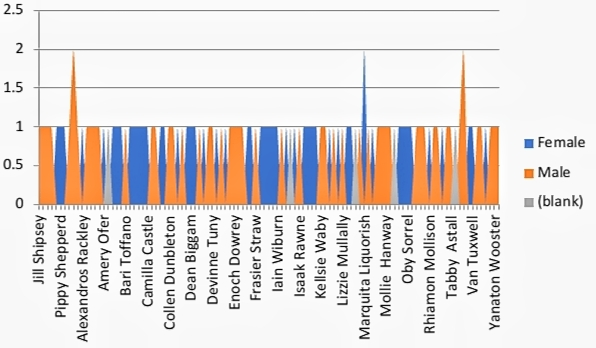 2.5
2
1.5
1
0.5
0
Jill Shipsey
Pippy Shepperd
Alexandros Rackley
Amery Ofer
Bari Toffano
Camilla Castle
Collen Dunbleton
Dean Biggam
Devinne Tuny
Enoch Dowrey
Frasier Straw
Iain Wiburn
Isaak Rawne
Kellsie Waby
Lizzie Mullally
Marquita Liquorish
Mollie Hanway
Oby Sorrel
Rhiamon Mollison
Tabby Astall
Van Tuxwell
Yanaton Wooster
Female
Male
(blank)